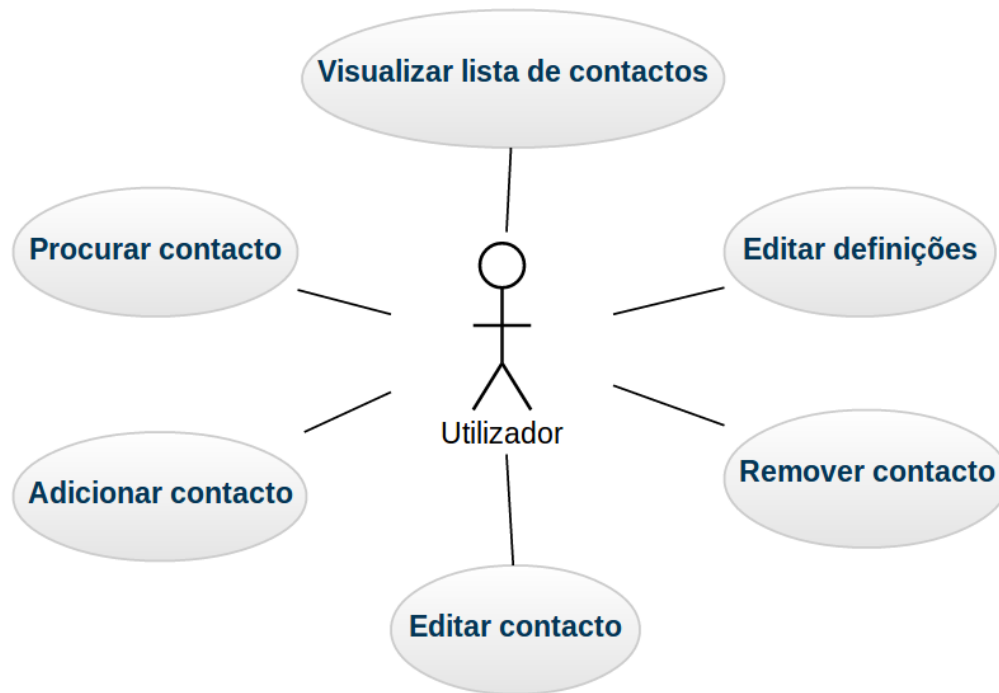 Visualizar lista de contactos
Procurar contacto
Editar definições
Utilizador
Adicionar contacto
Remover contacto
Editar contacto